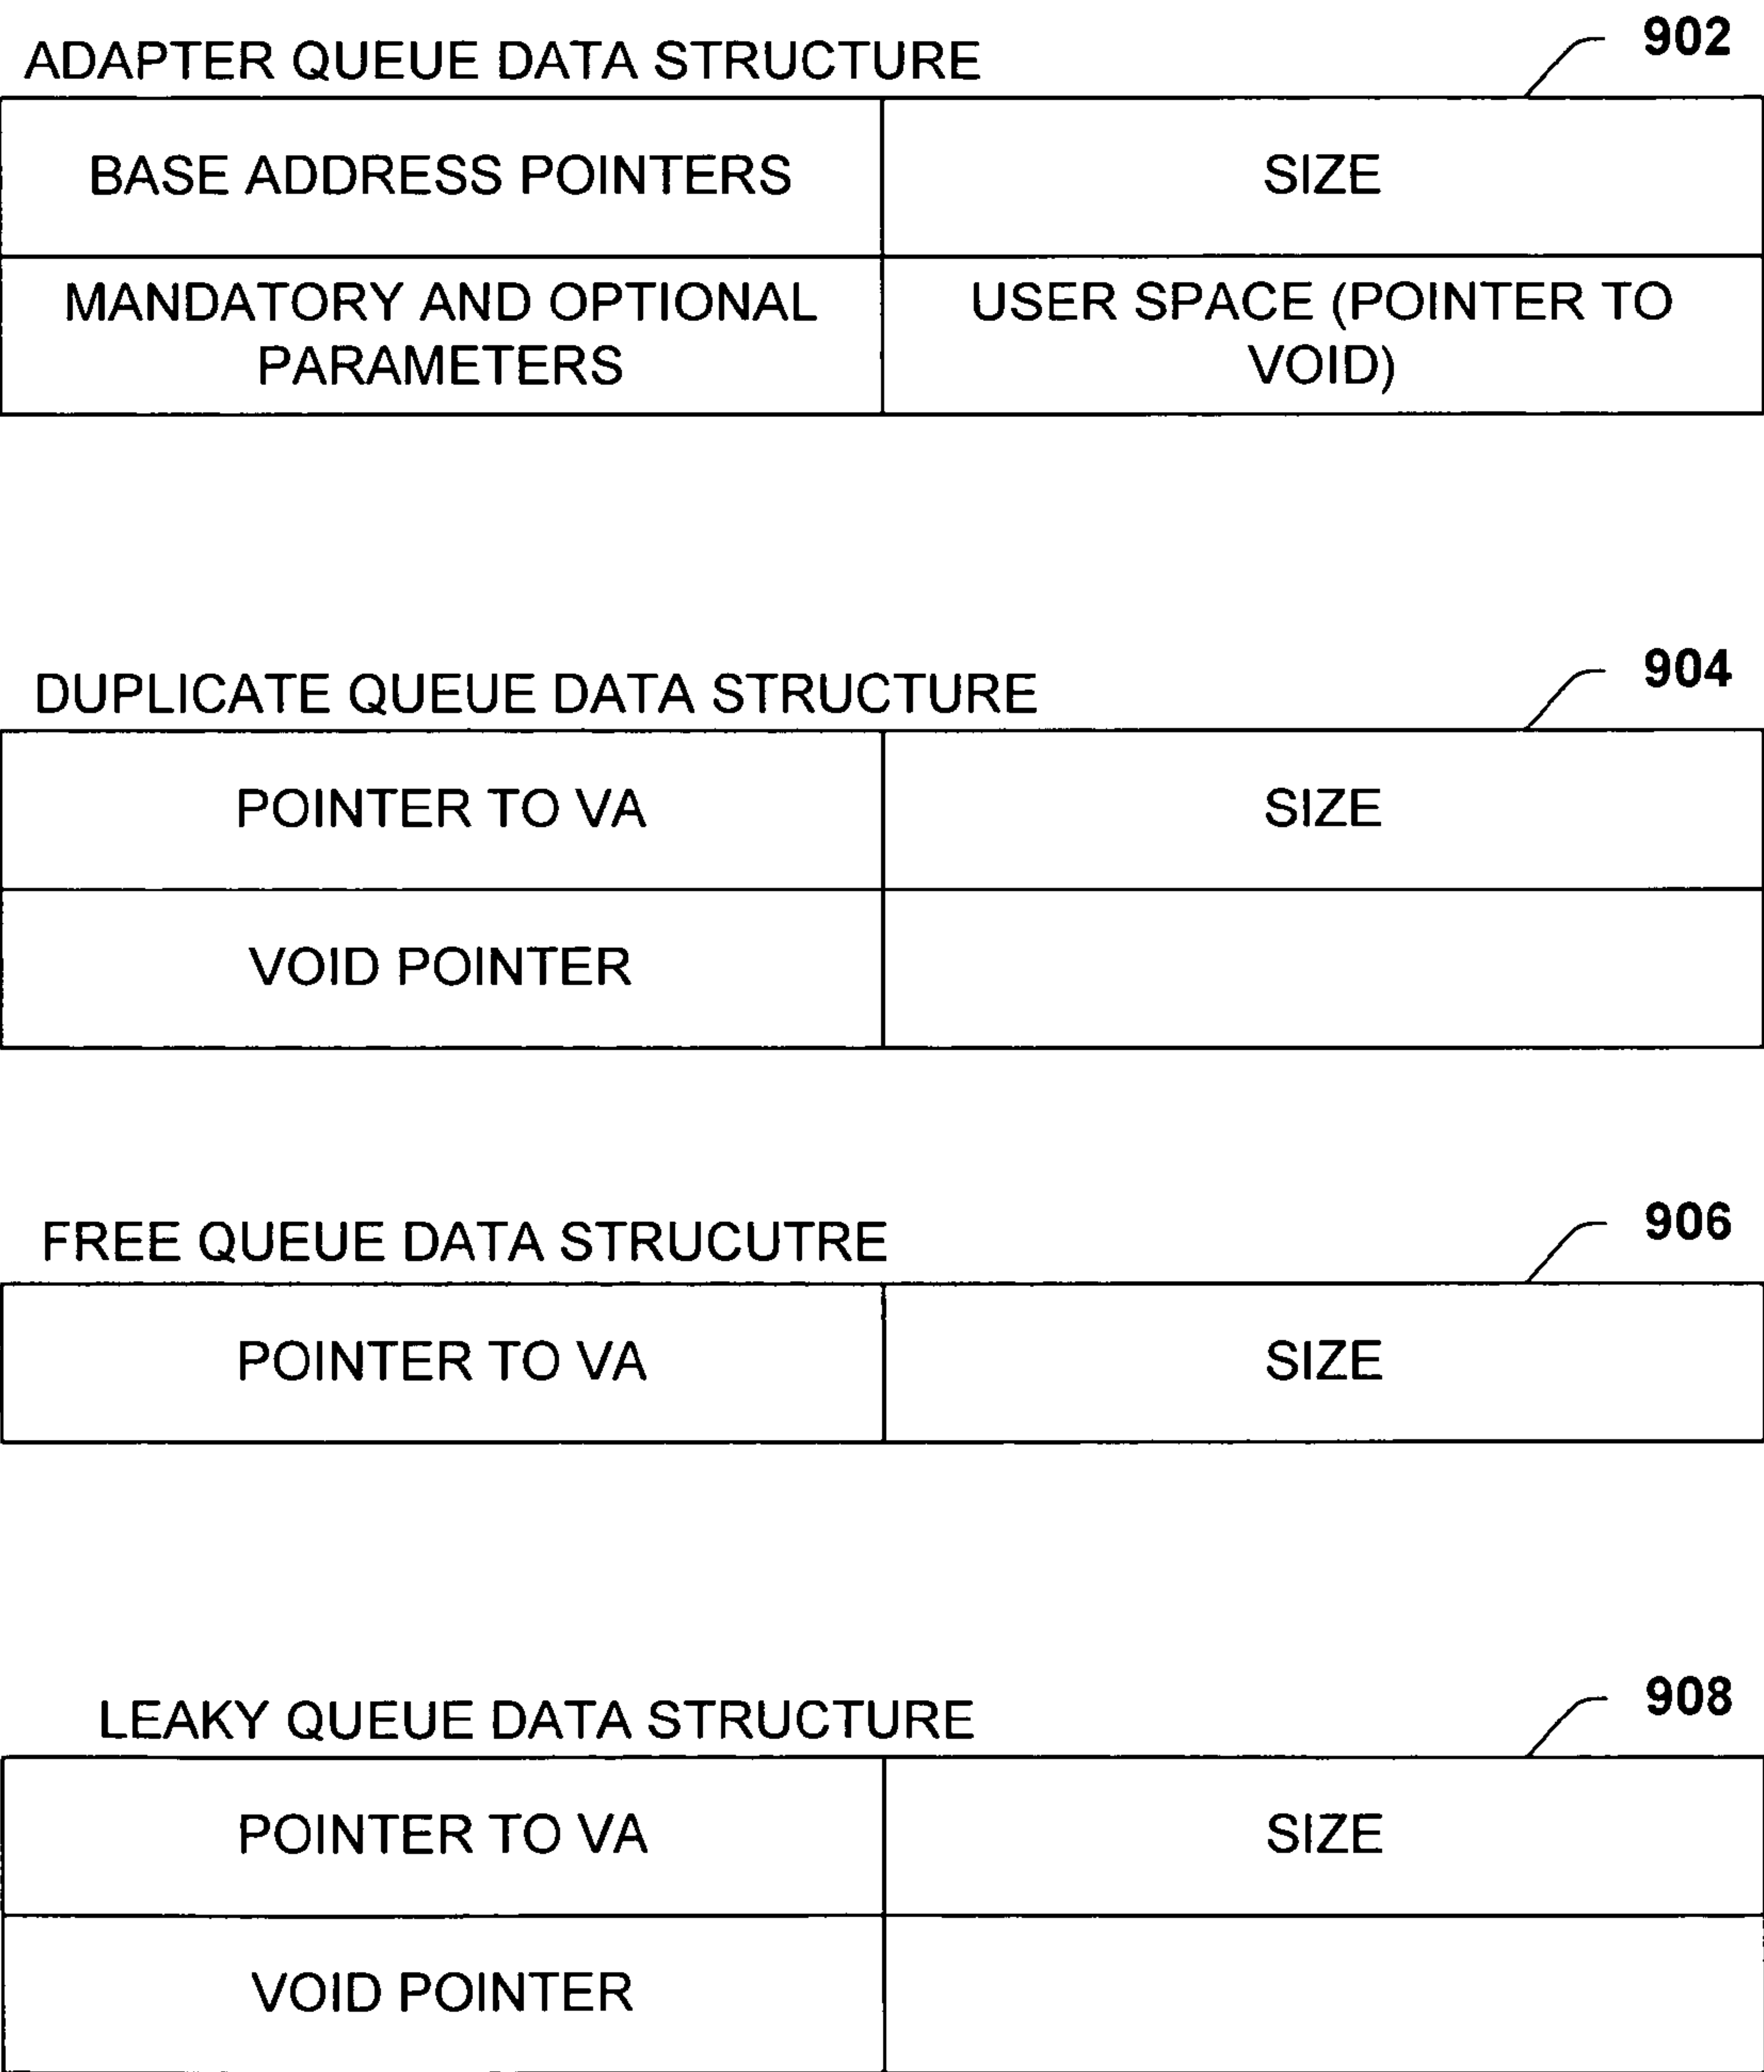 ADAPTER QUEUE DATA STRUCTURE
902
BASE ADDRESS POINTERS
SIZE
MANDATORY AND OPTIONAL
PARAMETERS
USER SPACE (POINTER TO
VOID)
DUPLICATE QUEUE DATA STRUCTURE
904
POINTER TO VA
SIZE
VOID POINTER
FREE QUEUE DATA STRUCUTRE
906
POINTER TO VA
SIZE
LEAKY QUEUE DATA STRUCTURE
908
POINTER TO VA
SIZE
VOID POINTER